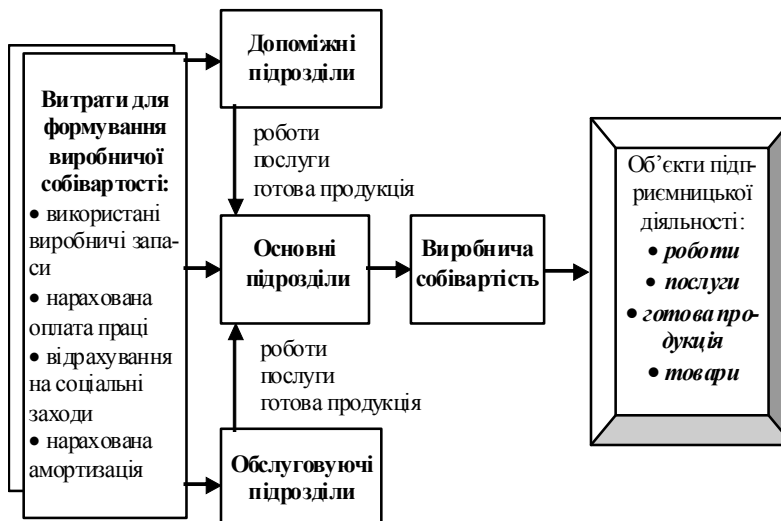 Витрати для
формування
виробничої
собівартості:
• використані
виробничі запа-
си
• нарахована
оплата праці
• відрахування
на соціальні
заходи
• нарахована
амортизація
Допоміжні
підрозділи
роботи
послуги
готова продукція
Основні
підрозділи
роботи
послуги
готова продукція
Обслуговуючі
підрозділи
Виробнича
собівартість
Об’єкти підп-
риємницької
діяльності:
• роботи
• послуги
• готова про-
дукція
• товари